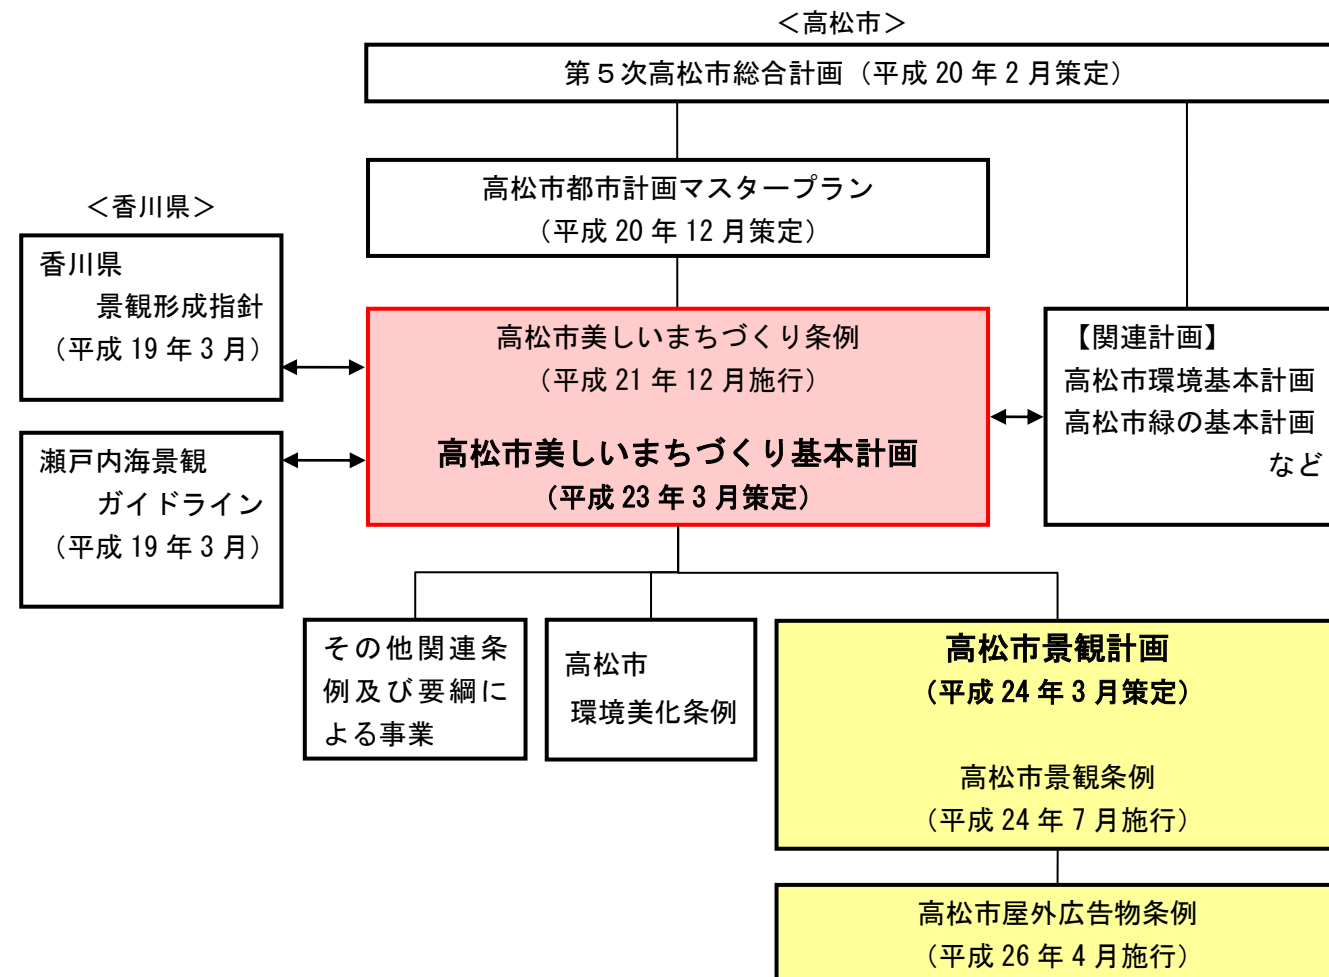 ＜高松市＞
第５次高松市総合計画（平成 20 年 2 月策定）
高松市都市計画マスタープラン
（平成 20 年 12 月策定）
＜香川県＞
香川県
景観形成指針
（平成 19 年 3 月）
瀬戸内海景観
ガイドライン
（平成 19 年 3 月）
高松市美しいまちづくり条例
（平成 21 年 12 月施行）
高松市美しいまちづくり基本計画
（平成 23 年 3 月策定）
【関連計画】
高松市環境基本計画
高松市緑の基本計画
など
その他関連条
例及び要綱に
よる事業
高松市
環境美化条例
高松市景観計画
（平成 24 年 3 月策定）
高松市景観条例
（平成 24 年 7 月施行）
高松市屋外広告物条例
（平成 26 年 4 月施行）